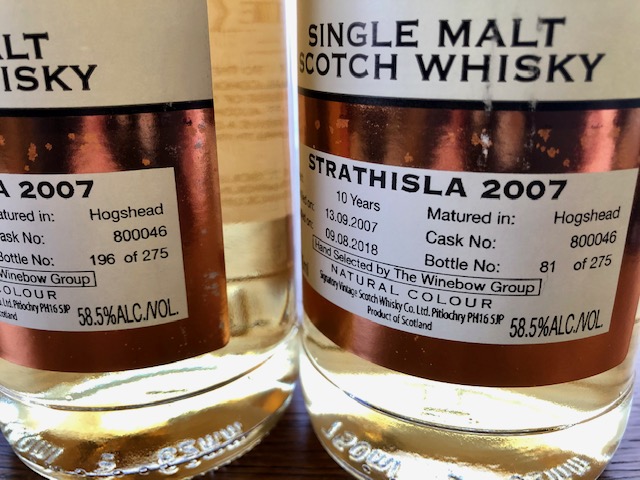 LT
ISKY
A 2007
Matured in: Hogshead
Cask No: 800046
Bottle No: 196 of 275
Winebow Group
COLOUR
Co. Ltd. Pitlochry PH16 5JP
Scotland
58.5%ALC./VOL.
SINGLE MALT
SCOTCH WHISKY
STRATHISLA 2007
10 Years
13.09.2007
09.08.2018
Matured in: Hogshead
Cask No: 800046
Bottle No: 81 of 275
Hand Selected by The Winebow Group
NATURAL COLOUR
Signatory Vintage Scotch Whisky Co. Ltd. Pitlochry PH16 5JP
Product of Scotland
58.5%ALC./VOL.